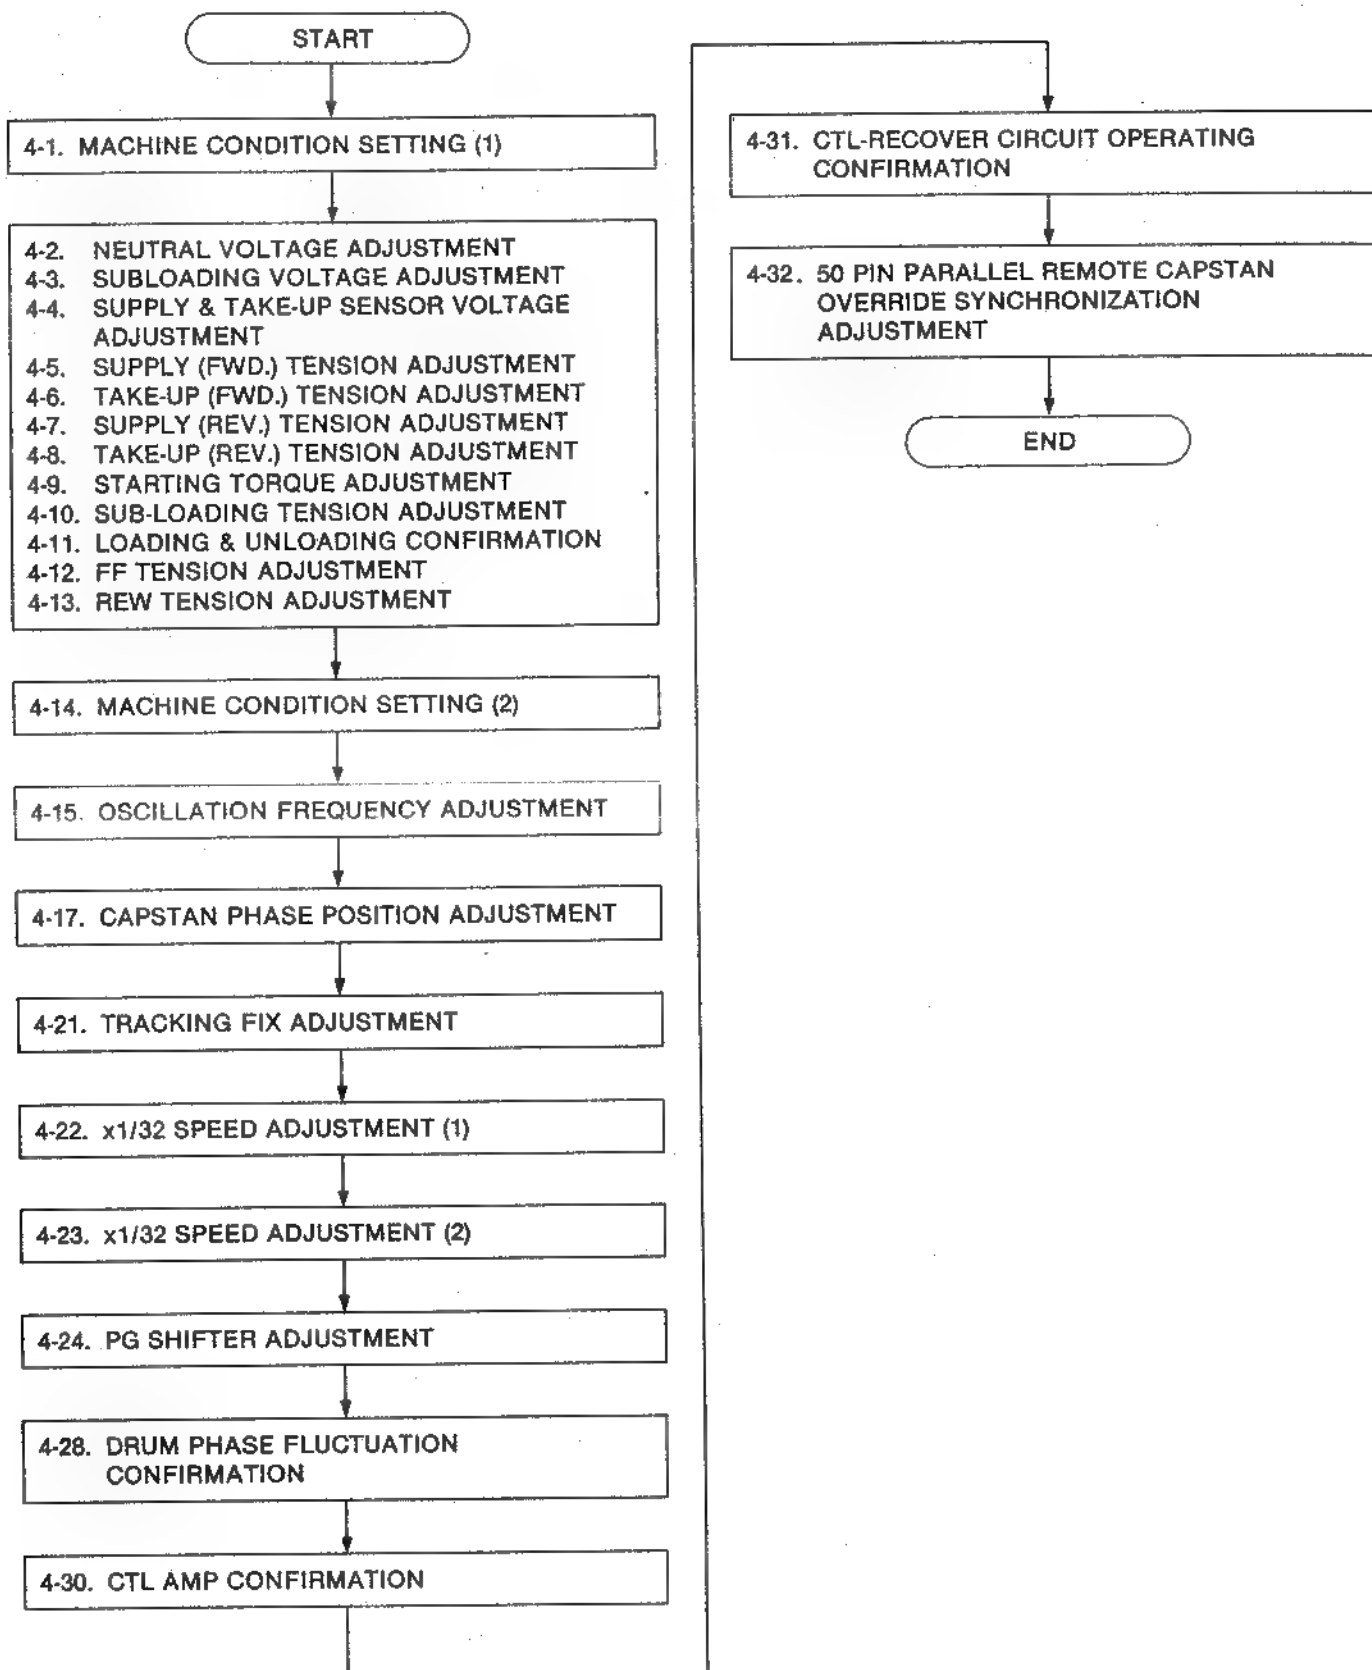 START
4-1. MACHINE CONDITION SETTING (1)
4-2. NEUTRAL VOLTAGE ADJUSTMENT
4-3. SUBLOADING VOLTAGE ADJUSTMENT
4-4. SUPPLY & TAKE-UP SENSOR VOLTAGE
ADJUSTMENT
4-5. SUPPLY (FWD.) TENSION ADJUSTMENT
4-6. TAKE-UP (FWD.) TENSION ADJUSTMENT
4-7. SUPPLY (REV.) TENSION ADJUSTMENT
4-8. TAKE-UP (REV.) TENSION ADJUSTMENT
4-9. STARTING TORQUE ADJUSTMENT
4-10. SUB-LOADING TENSION ADJUSTMENT
4-11. LOADING & UNLOADING CONFIRMATION
4-12. FF TENSION ADJUSTMENT
4-13. REW TENSION ADJUSTMENT
4-14. MACHINE CONDITION SETTING (2)
4-15. OSCILLATION FREQUENCY ADJUSTMENT
4-17. CAPSTAN PHASE POSITION ADJUSTMENT
4-21. TRACKING FIX ADJUSTMENT
4-22. x1/32 SPEED ADJUSTMENT (1)
4-23. x1/32 SPEED ADJUSTMENT (2)
4-24. PG SHIFTER ADJUSTMENT
4-28. DRUM PHASE FLUCTUATION
CONFIRMATION
4-30. CTL AMP CONFIRMATION
4-31. CTL-RECOVER CIRCUIT OPERATING
CONFIRMATION
4-32. 50 PIN PARALLEL REMOTE CAPSTAN
OVERRIDE SYNCHRONIZATION
ADJUSTMENT
END